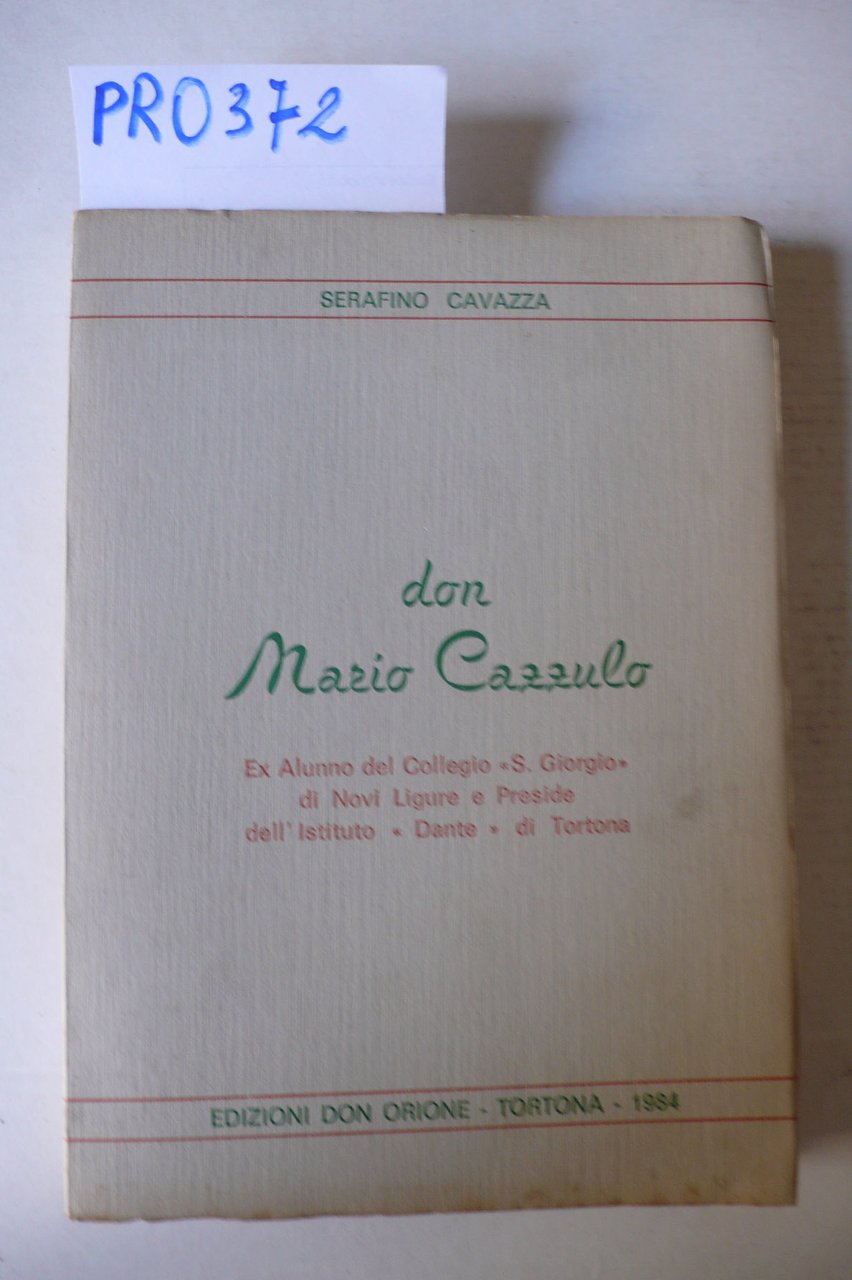 PRO372
SERAFINO CAVAZZA
don
Mario Cazzulo
Ex Alunno del Collegio «S. Giorgio»
di Novi Ligure e Preside
dell'Istituto « Dante » di Tortona
EDIZIONI DON ORIONE - TORTONA - 1984